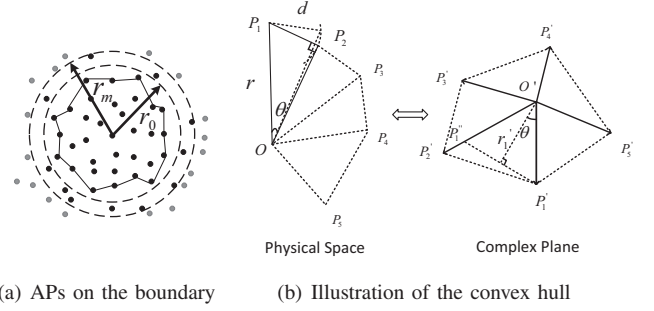 r_m
r_0
d
P_1
P_2
r
P_3
θ
O
P_4
P_5
P_4'
P_3'
O'
P_1'
r_1'
θ
P_2'
P_5'
P_1'
Physical Space
Complex Plane
(a) APs on the boundary
(b) Illustration of the convex hull